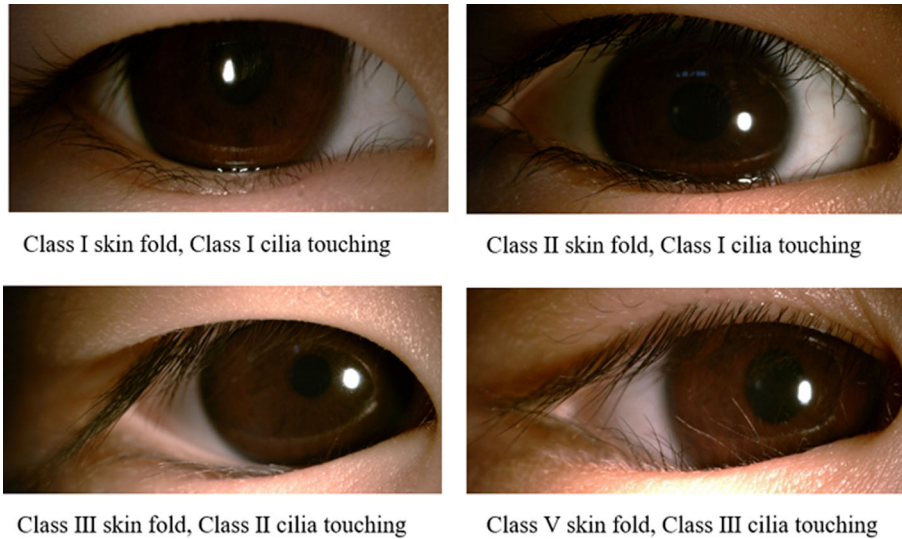 Class I skin fold, Class I cilia touching
Class II skin fold, Class I cilia touching
Class III skin fold, Class II cilia touching
Class V skin fold, Class III cilia touching